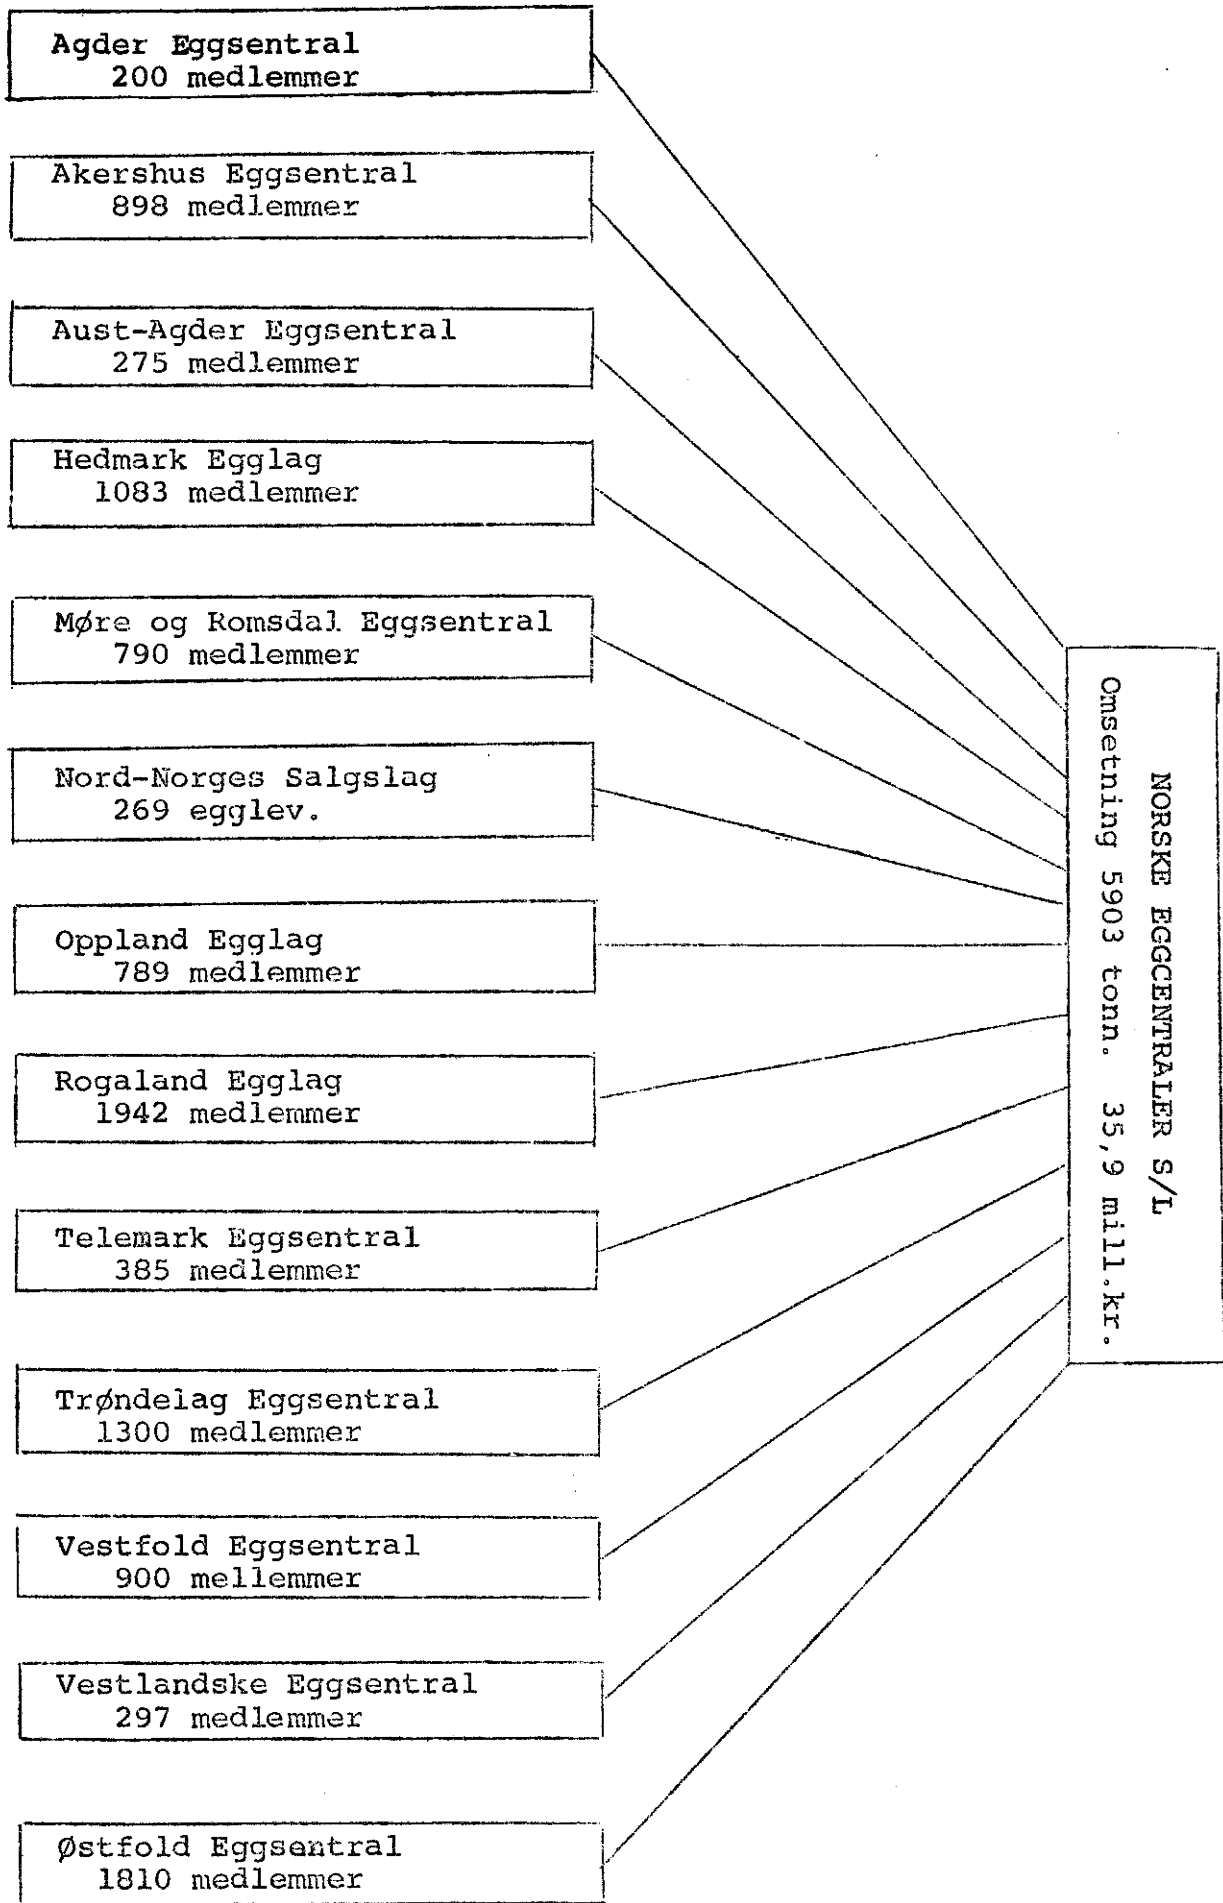 Agder Eggsentral
200 medlemmer
Akershus Eggsentral
898 medlemmer
Aust-Agder Eggsentral
275 medlemmer
Hedmark Egglag
1083 medlemmer
Møre og Romsdal Eggsentral
790 medlemmer
Nord-Norges Salgslag
269 egglev.
Oppland Egglag
789 medlemmer
Rogaland Egglag
1942 medlemmer
Telemark Eggsentral
385 medlemmer
Trøndelag Eggsentral
1300 medlemmer
Vestfold Eggsentral
900 mellemmer
Vestlandske Eggsentral
297 medlemmer
Østfold Eggsentral
1810 medlemmer
NORSKE EGGCENTRALER S/L
Omsetning 5903 tonn. 35,9 mill.kr.